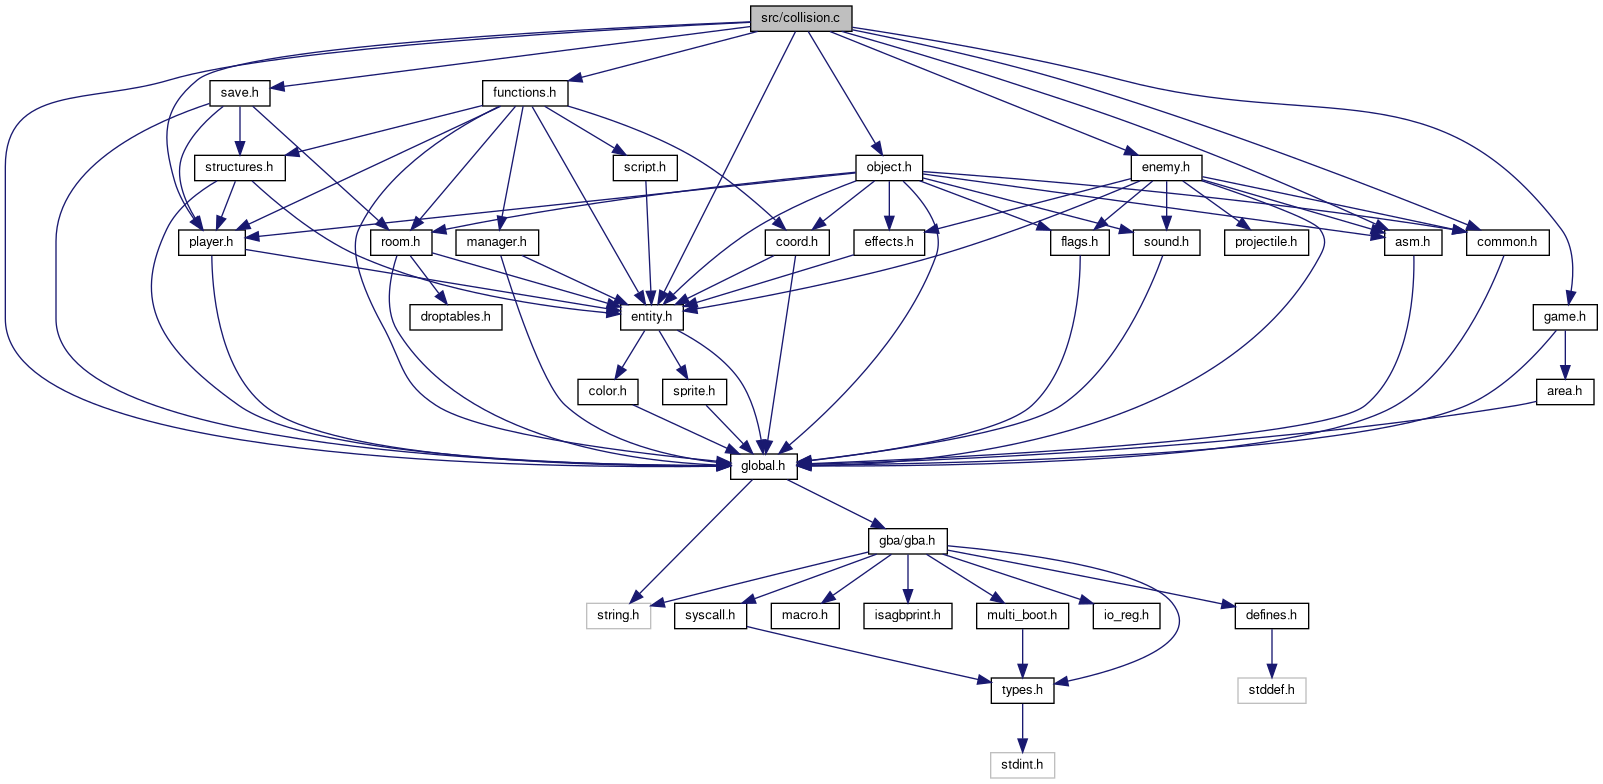 src/collision.c
save.h
functions.h
structures.h
script.h
object.h
enemy.h
player.h
room.h
manager.h
coord.h
effects.h
flags.h
sound.h
projectile.h
asm.h
common.h
droptables.h
entity.h
game.h
color.h
sprite.h
area.h
global.h
gba/gba.h
string.h
syscall.h
macro.h
isagbprint.h
multi_boot.h
io_reg.h
defines.h
types.h
stddef.h
stdint.h